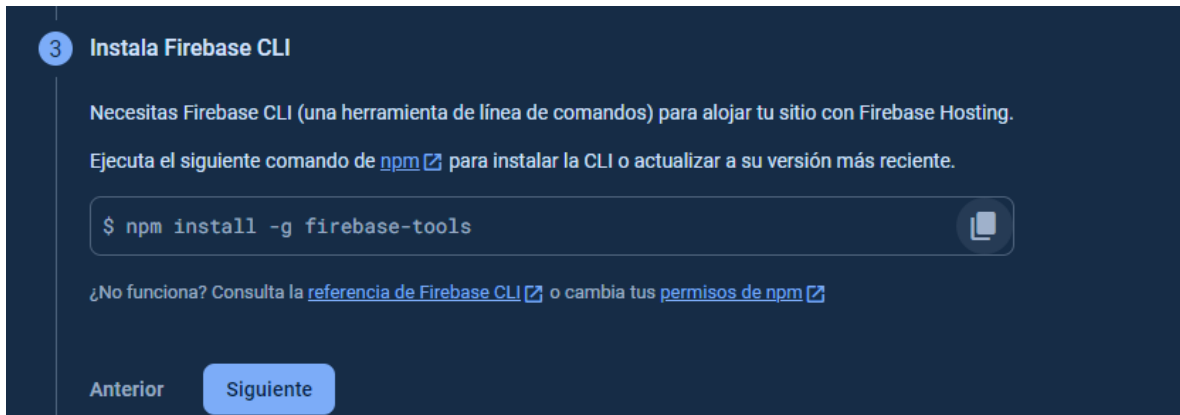 3
Instala Firebase CLI
Necesitas Firebase CLI (una herramienta de línea de comandos) para alojar tu sitio con Firebase Hosting.
Ejecuta el siguiente comando de npm para instalar la CLI o actualizar a su versión más reciente.
$ npm install -g firebase-tools
¿No funciona? Consulta la referencia de Firebase CLI o cambia tus permisos de npm
Anterior Siguiente